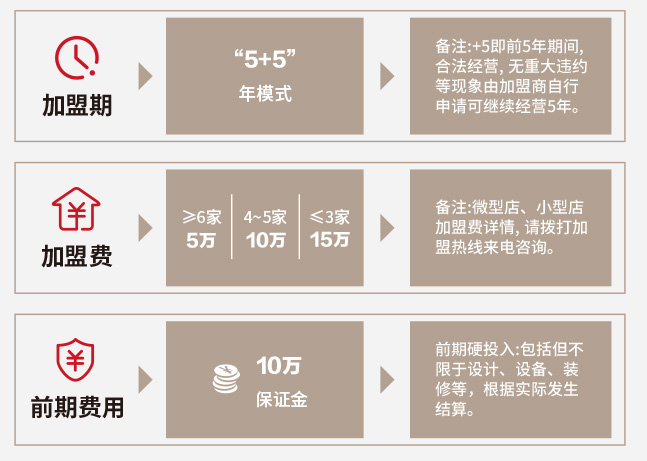 加盟期
“5+5”
年模式
备注:+5即前5年期间,
合法经营, 无重大违约
等现象由加盟商自行
申请可继续经营5年。
加盟费
≥6家
5万
4~5家
10万
≤3家
15万
备注:微型店、小型店
加盟费详情, 请拨打加
盟热线来电咨询。
前期费用
10万
保证金
前期硬投入:包括但不
限于设计、设备、装
修等，根据实际发生
结算。